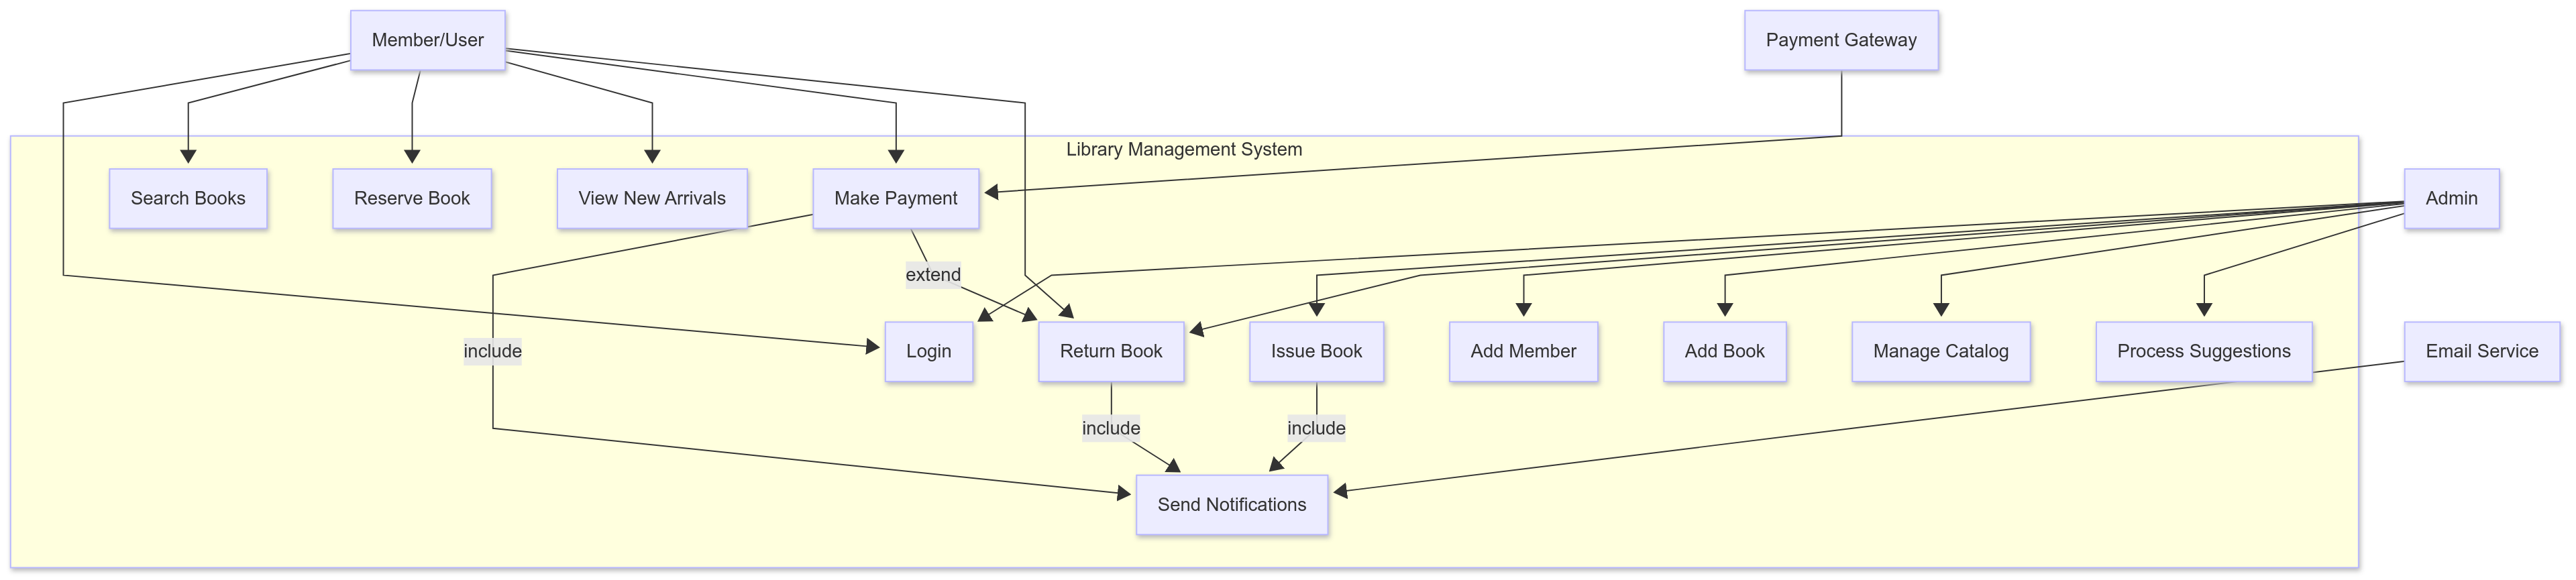 Member/User
Payment Gateway
Library Management System
Search Books
Reserve Book
View New Arrivals
Make Payment
Admin
extend
include
Login
Return Book
Issue Book
Add Member
Add Book
Manage Catalog
Process Suggestions
Email Service
include
include
Send Notifications